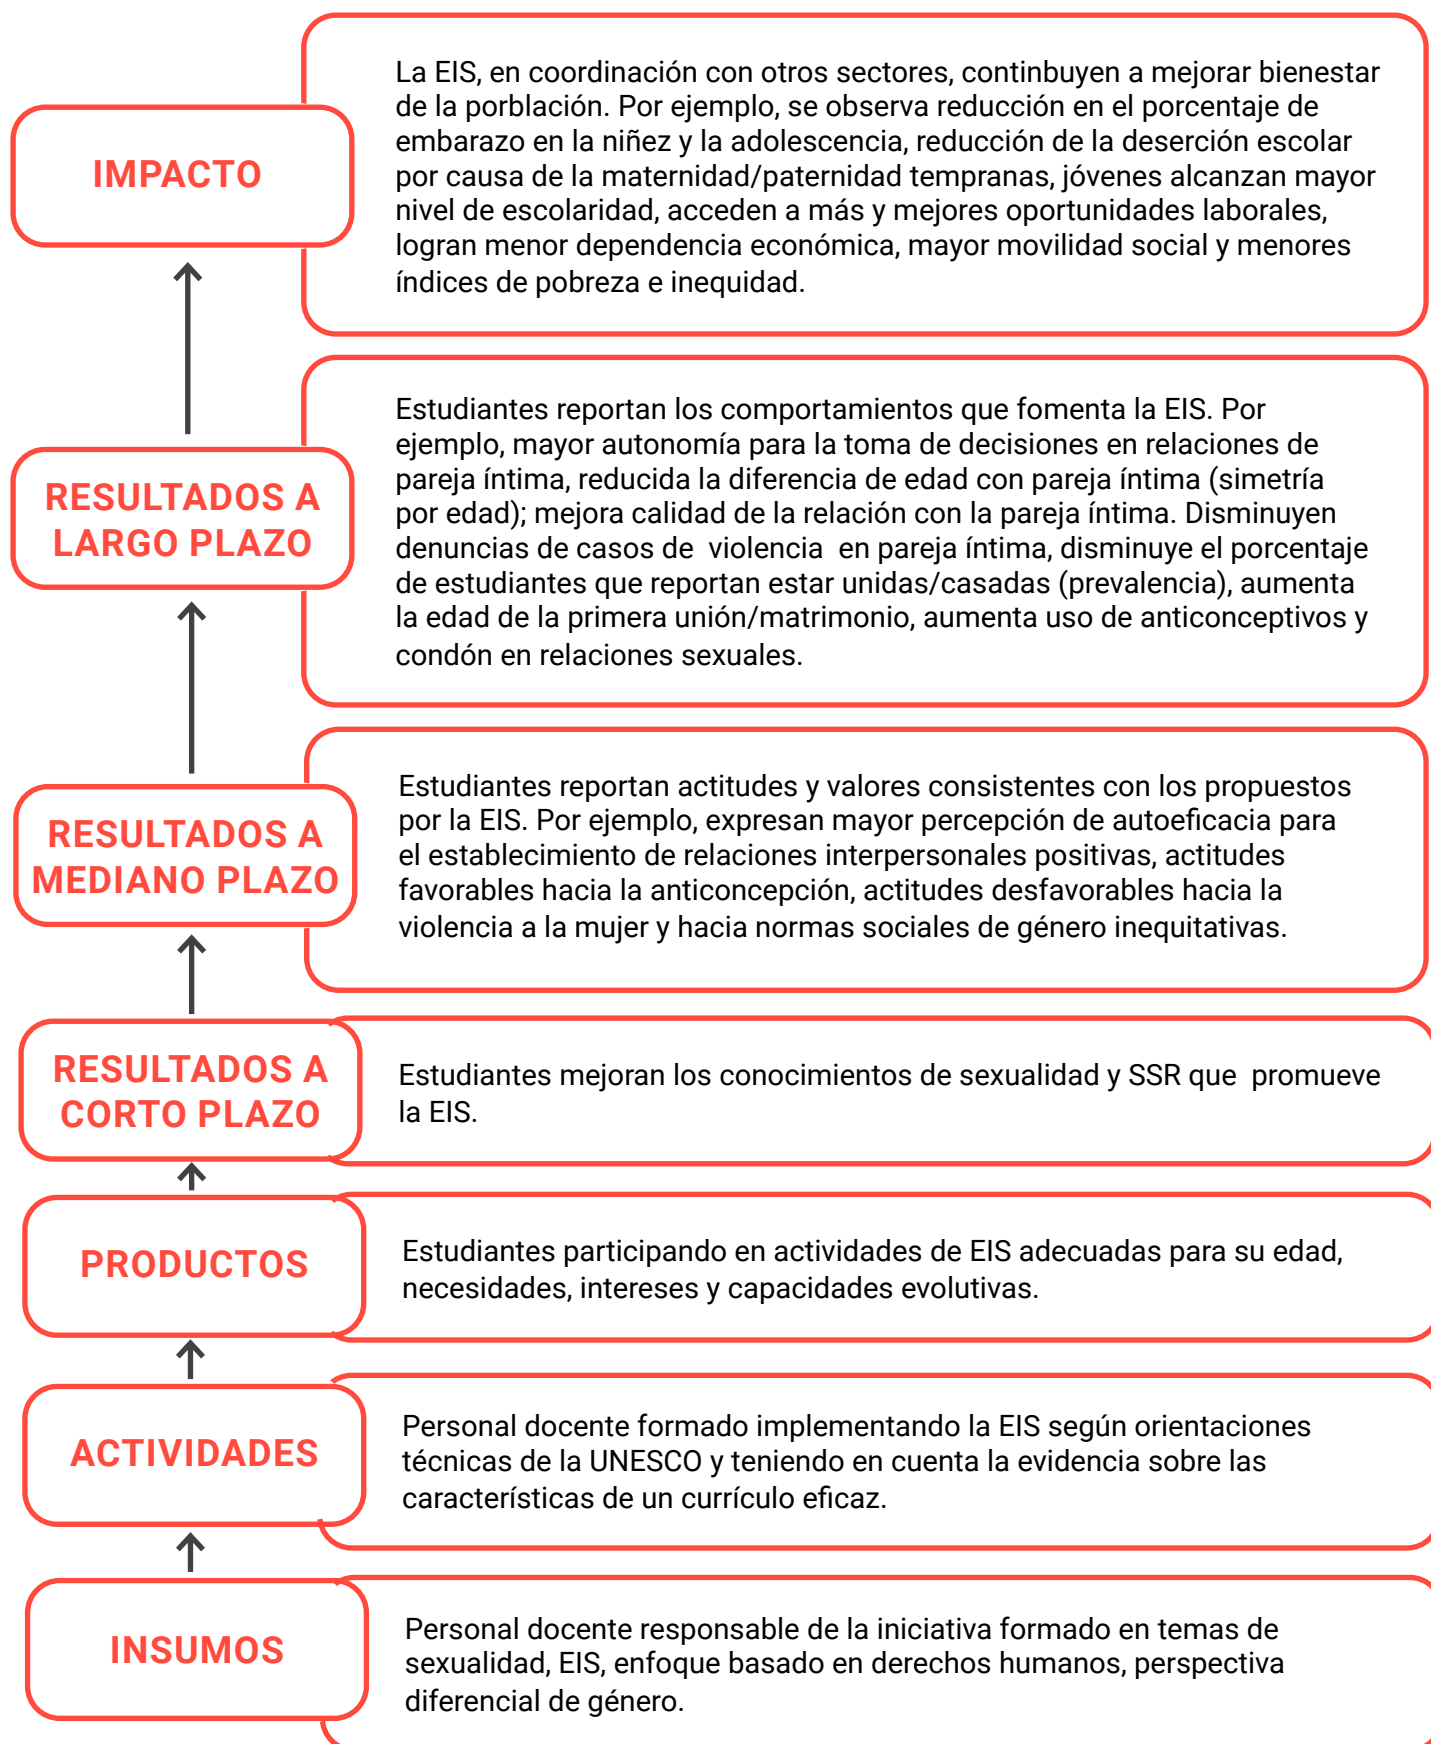 IMPACTO
La EIS, en coordinación con otros sectores, continbuyen a mejorar bienestar
de la porblación. Por ejemplo, se observa reducción en el porcentaje de
embarazo en la niñez y la adolescencia, reducción de la deserción escolar
por causa de la maternidad/paternidad tempranas, jóvenes alcanzan mayor
nivel de escolaridad, acceden a más y mejores oportunidades laborales,
logran menor dependencia económica, mayor movilidad social y menores
índices de pobreza e inequidad.
RESULTADOS A
LARGO PLAZO
Estudiantes reportan los comportamientos que fomenta la EIS. Por
ejemplo, mayor autonomía para la toma de decisiones en relaciones de
pareja íntima, reducida la diferencia de edad con pareja íntima (simetría
por edad); mejora calidad de la relación con la pareja íntima. Disminuyen
denuncias de casos de violencia en pareja íntima, disminuye el porcentaje
de estudiantes que reportan estar unidas/casadas (prevalencia), aumenta
la edad de la primera unión/matrimonio, aumenta uso de anticonceptivos y
condón en relaciones sexuales.
RESULTADOS A
MEDIANO PLAZO
Estudiantes reportan actitudes y valores consistentes con los propuestos
por la EIS. Por ejemplo, expresan mayor percepción de autoeficacia para
el establecimiento de relaciones interpersonales positivas, actitudes
favorables hacia la anticoncepción, actitudes desfavorables hacia la
violencia a la mujer y hacia normas sociales de género inequitativas.
RESULTADOS A
CORTO PLAZO
Estudiantes mejoran los conocimientos de sexualidad y SSR que promueve
la EIS.
PRODUCTOS
Estudiantes participando en actividades de EIS adecuadas para su edad,
necesidades, intereses y capacidades evolutivas.
ACTIVIDADES
Personal docente formado implementando la EIS según orientaciones
técnicas de la UNESCO y teniendo en cuenta la evidencia sobre las
características de un currículo eficaz.
INSUMOS
Personal docente responsable de la iniciativa formado en temas de
sexualidad, EIS, enfoque basado en derechos humanos, perspectiva
diferencial de género.